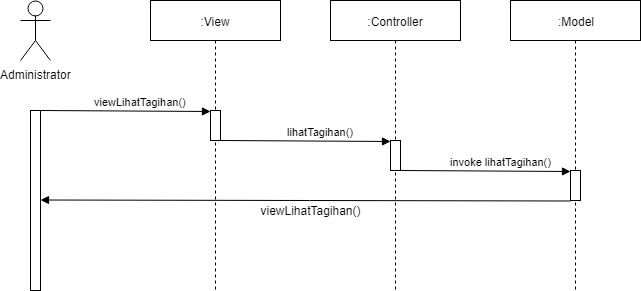 :View
:Controller
:Model
Administrator
viewLihatTagihan()
lihatTagihan()
invoke lihatTagihan()
viewLihatTagihan()